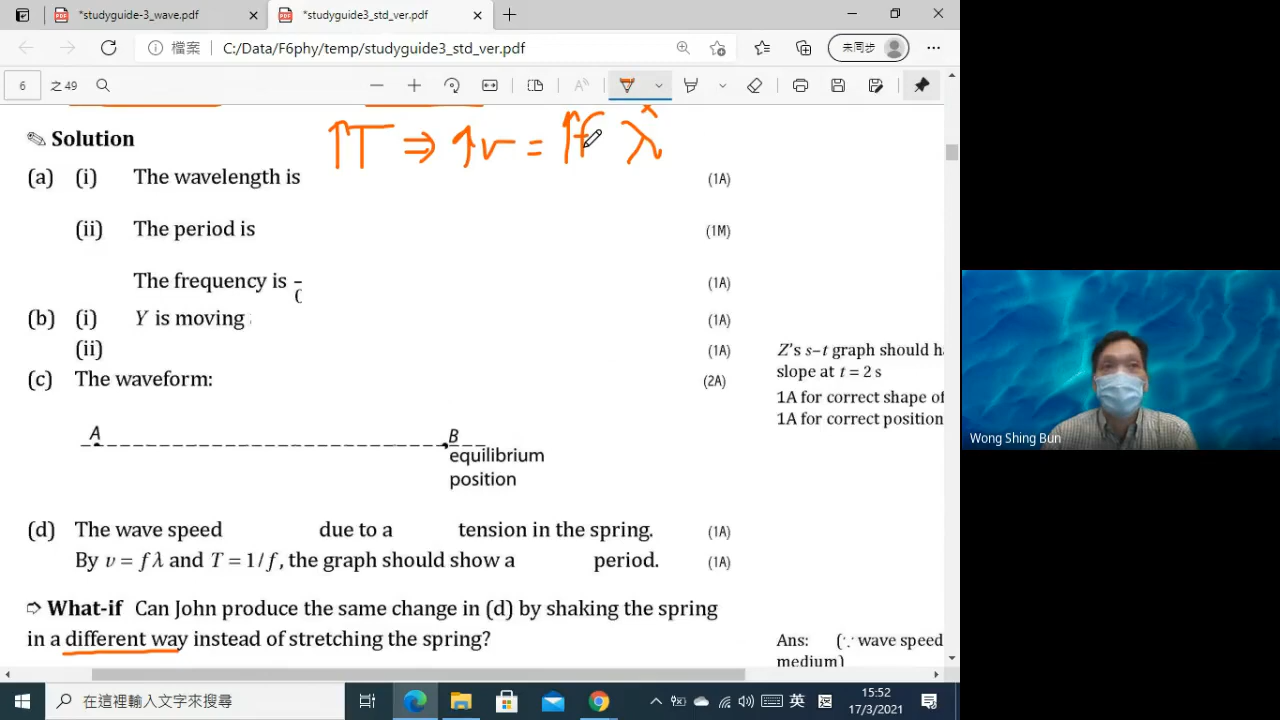 *studyguide-3_wave.pdf
*studyguide3_std_ver.pdf
檔案
C:/Data/F6phy/temp/studyguide3_std_ver.pdf
未同步
6
之 49
↑T ⇒ ↑v = ↑f λ
Solution
(a) (i) The wavelength is (1A)
(ii) The period is (1M)
The frequency is (1A)
(b) (i) Y is moving (1A)
(ii) (1A)
Z's s–t graph should h
slope at t = 2 s
(c) The waveform: (2A)
1A for correct shape of
1A for correct position
A B
equilibrium
position
(d) The wave speed due to a tension in the spring. (1A)
By v = f λ and T = 1/f, the graph should show a period. (1A)
What-if Can John produce the same change in (d) by shaking the spring
in a different way instead of stretching the spring?
Ans: (∵ wave speed
medium)
Wong Shing Bun
在這裡輸入文字來搜尋
英
15:52
17/3/2021